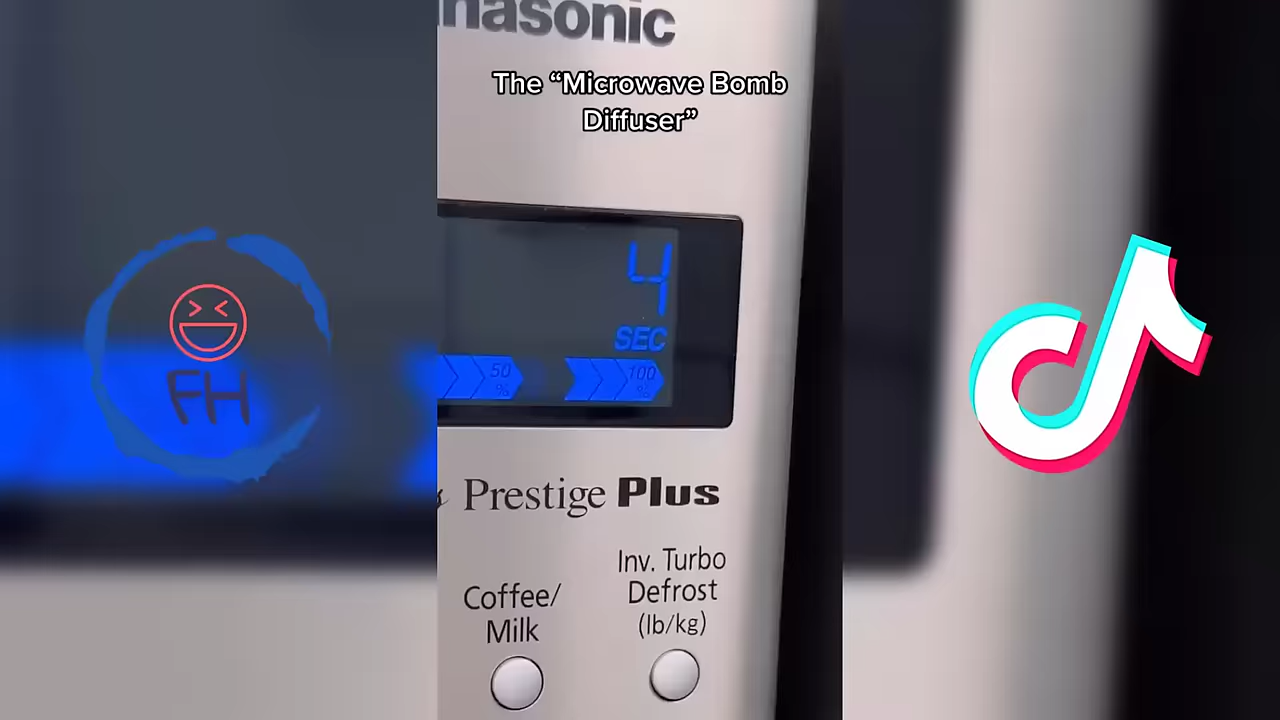 nasonic
The “Microwave Bomb
Diffuser”
4
SEC
50
%
100
%
Prestige Plus
Inv. Turbo
Defrost
(lb/kg)
Coffee/
Milk
FH